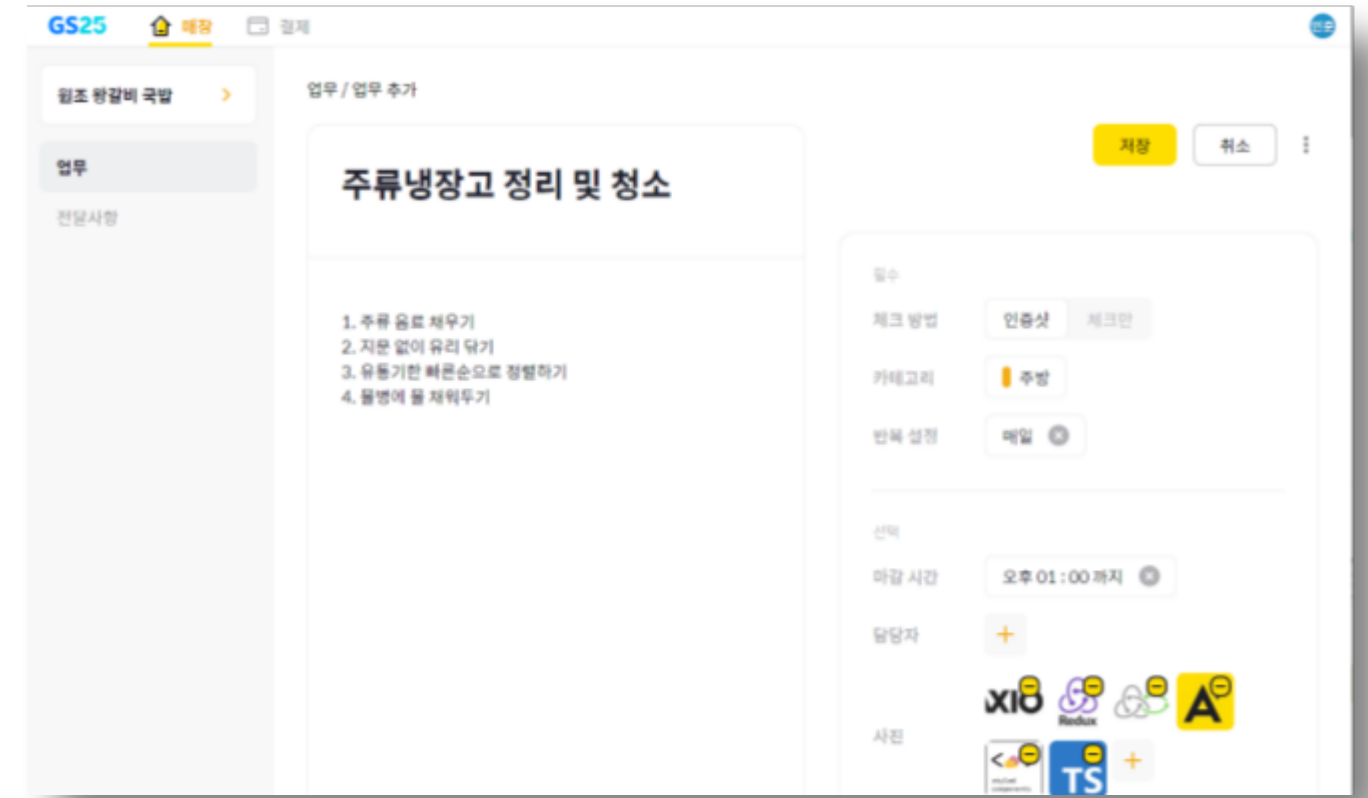 GS25 매장 결제 민호
원조 왕갈비 국밥
업무
전달사항
업무 / 업무 추가
저장 취소
주류냉장고 정리 및 청소
1. 주류 음료 채우기
2. 지문 없이 유리 닦기
3. 유통기한 빠른순으로 정렬하기
4. 물병에 물 채워두기
필수
체크 방법 인증샷 체크만
카테고리 주방
반복 설정 매일
선택
마감 시간 오후 01 : 00 까지
담당자
사진
Redux
A
TS